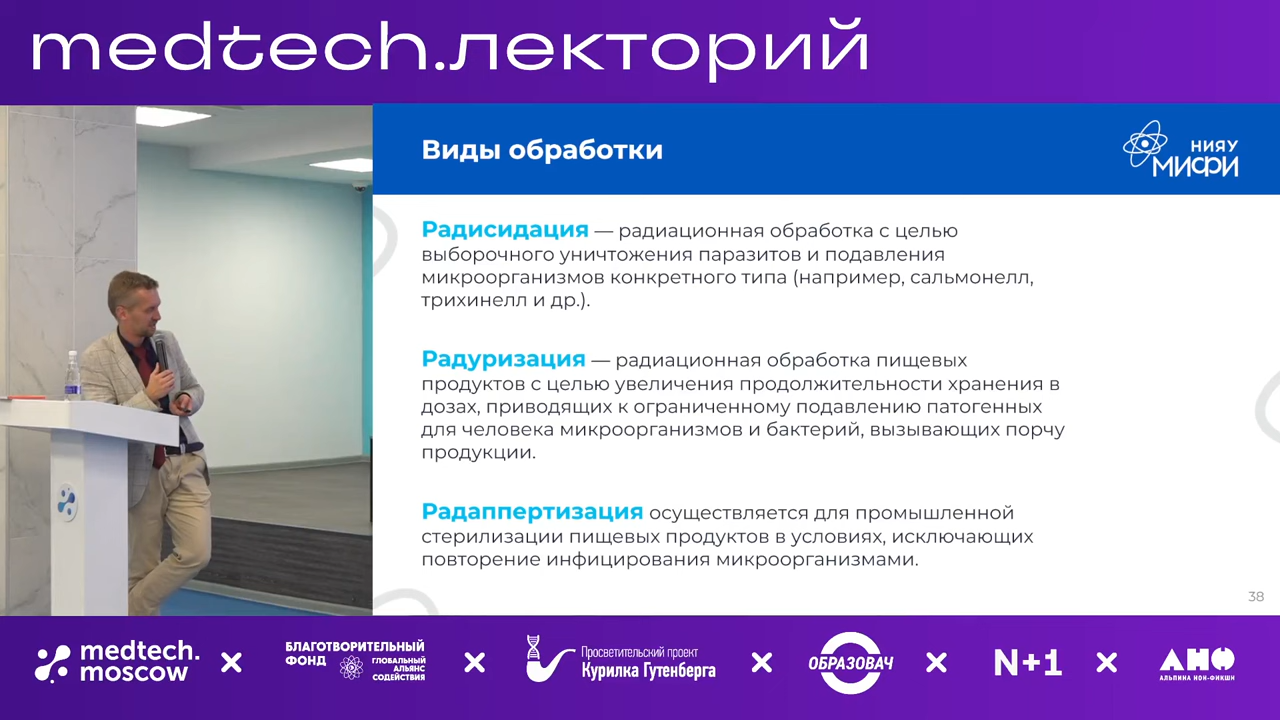 medtech.лекторий
Виды обработки
НИЯУ
МИФИ
Радисидация — радиационная обработка с целью
выборочного уничтожения паразитов и подавления
микроорганизмов конкретного типа (например, сальмонелл,
трихинелл и др.).
Радуризация — радиационная обработка пищевых
продуктов с целью увеличения продолжительности хранения в
дозах, приводящих к ограниченному подавлению патогенных
для человека микроорганизмов и бактерий, вызывающих порчу
продукции.
Радаппертизация осуществляется для промышленной
стерилизации пищевых продуктов в условиях, исключающих
повторение инфицирования микроорганизмами.
38
medtech.
moscow
БЛАГОТВОРИТЕЛЬНЫЙ
ФОНД
ГЛОБАЛЬНЫЙ
АЛЬЯНС
СОДЕЙСТВИЯ
Просветительский проект
Курилка Гутенберга
ОБРАЗОВАЧ
N+1
АНФ
АЛЬПИНА НОН-ФИКШН